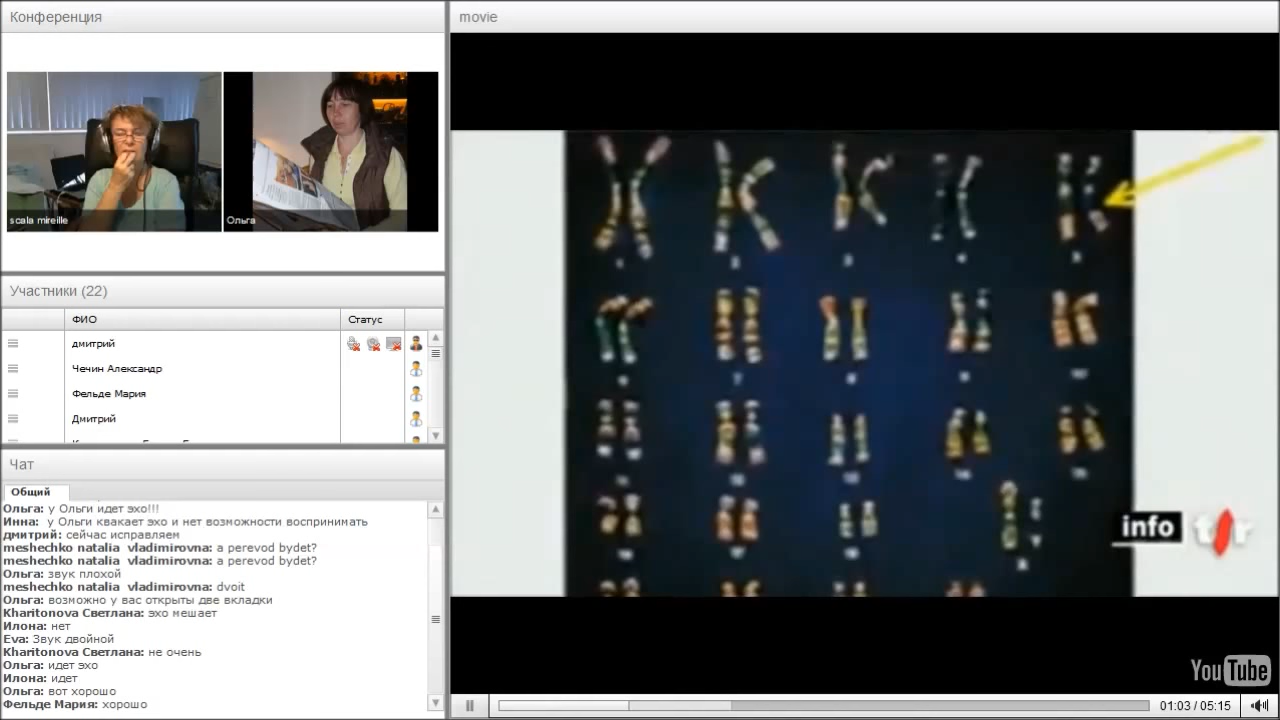 Конференция
scala mireille
Ольга
Участники (22)
ФИО
Статус
дмитрий
Чечин Александр
Фельде Мария
Дмитрий
Чат
Общий
Ольга: у Ольги идет эхо!!!
Инна: у Ольги квакает эхо и нет возможности воспринимать
дмитрий: сейчас исправляем
meshechko natalia vladimirovna: a perevod bydet?
meshechko natalia vladimirovna: a perevod bydet?
Ольга: звук плохой
meshechko natalia vladimirovna: dvoit
Ольга: возможно у вас открыты две вкладки
Kharitonova Светлана: эхо мешает
Илона: нет
Eva: Звук двойной
Kharitonova Светлана: не очень
Ольга: идет эхо
Илона: идет
Ольга: вот хорошо
Фельде Мария: хорошо
movie
info
tsr
YouTube
01:03 / 05:15